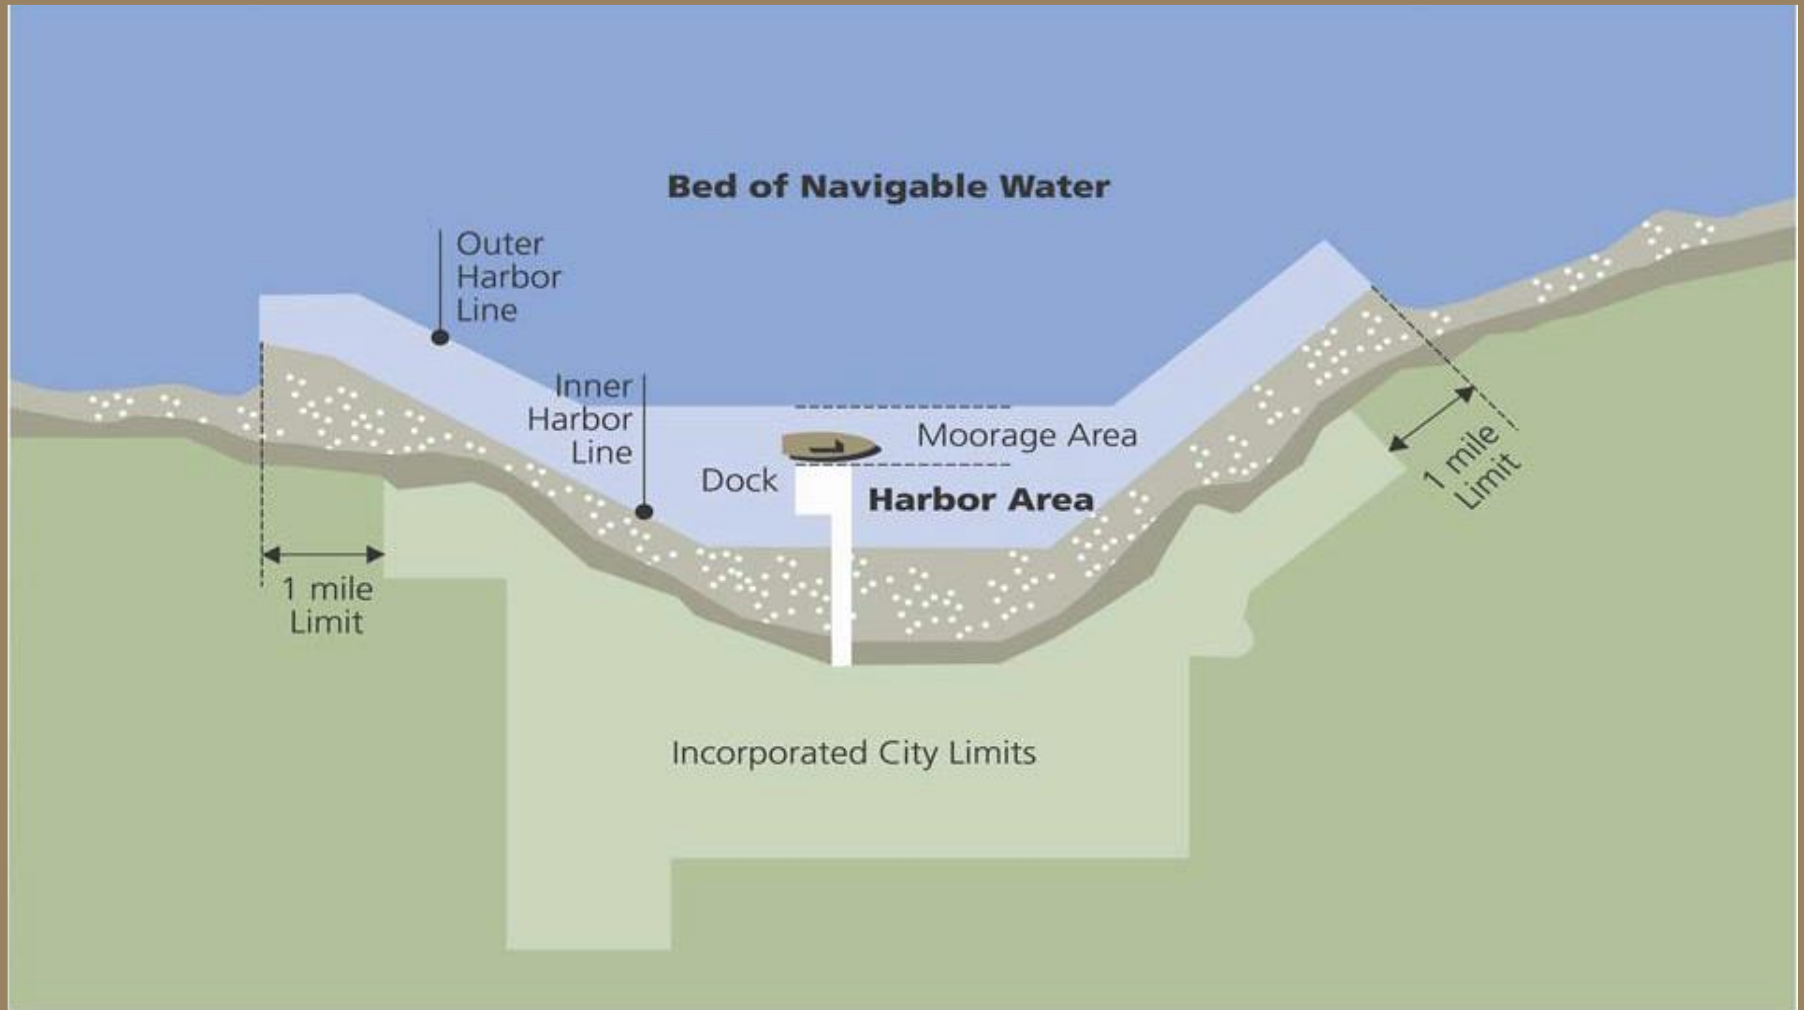 Bed of Navigable Water
Outer
Harbor
Line
Inner
Harbor
Line
Moorage Area
Dock
Harbor Area
1 mile
Limit
1 mile
Limit
Incorporated City Limits